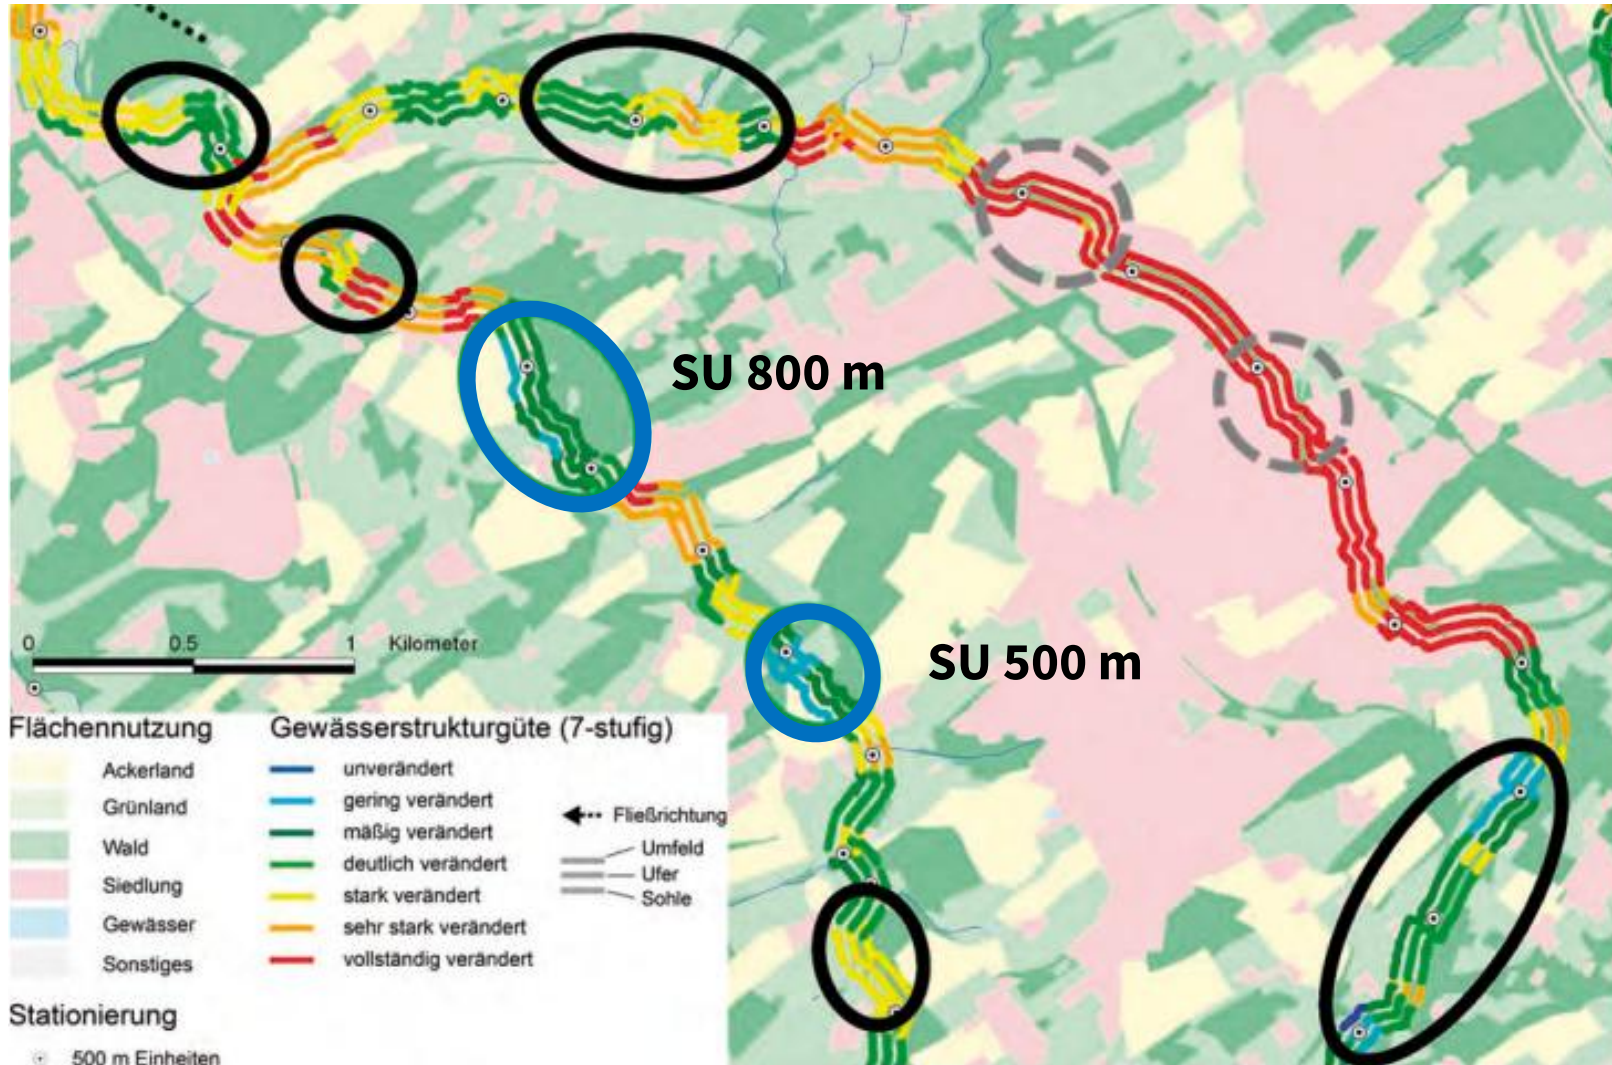 SU 800 m
SU 500 m
0 0.5 1 Kilometer
Flächennutzung
Ackerland
Grünland
Wald
Siedlung
Gewässer
Sonstiges
Stationierung
500 m Einheiten
Gewässerstrukturgüte (7-stufig)
unverändert
gering verändert
mäßig verändert
deutlich verändert
stark verändert
sehr stark verändert
vollständig verändert
Fließrichtung
Umfeld
Ufer
Sohle